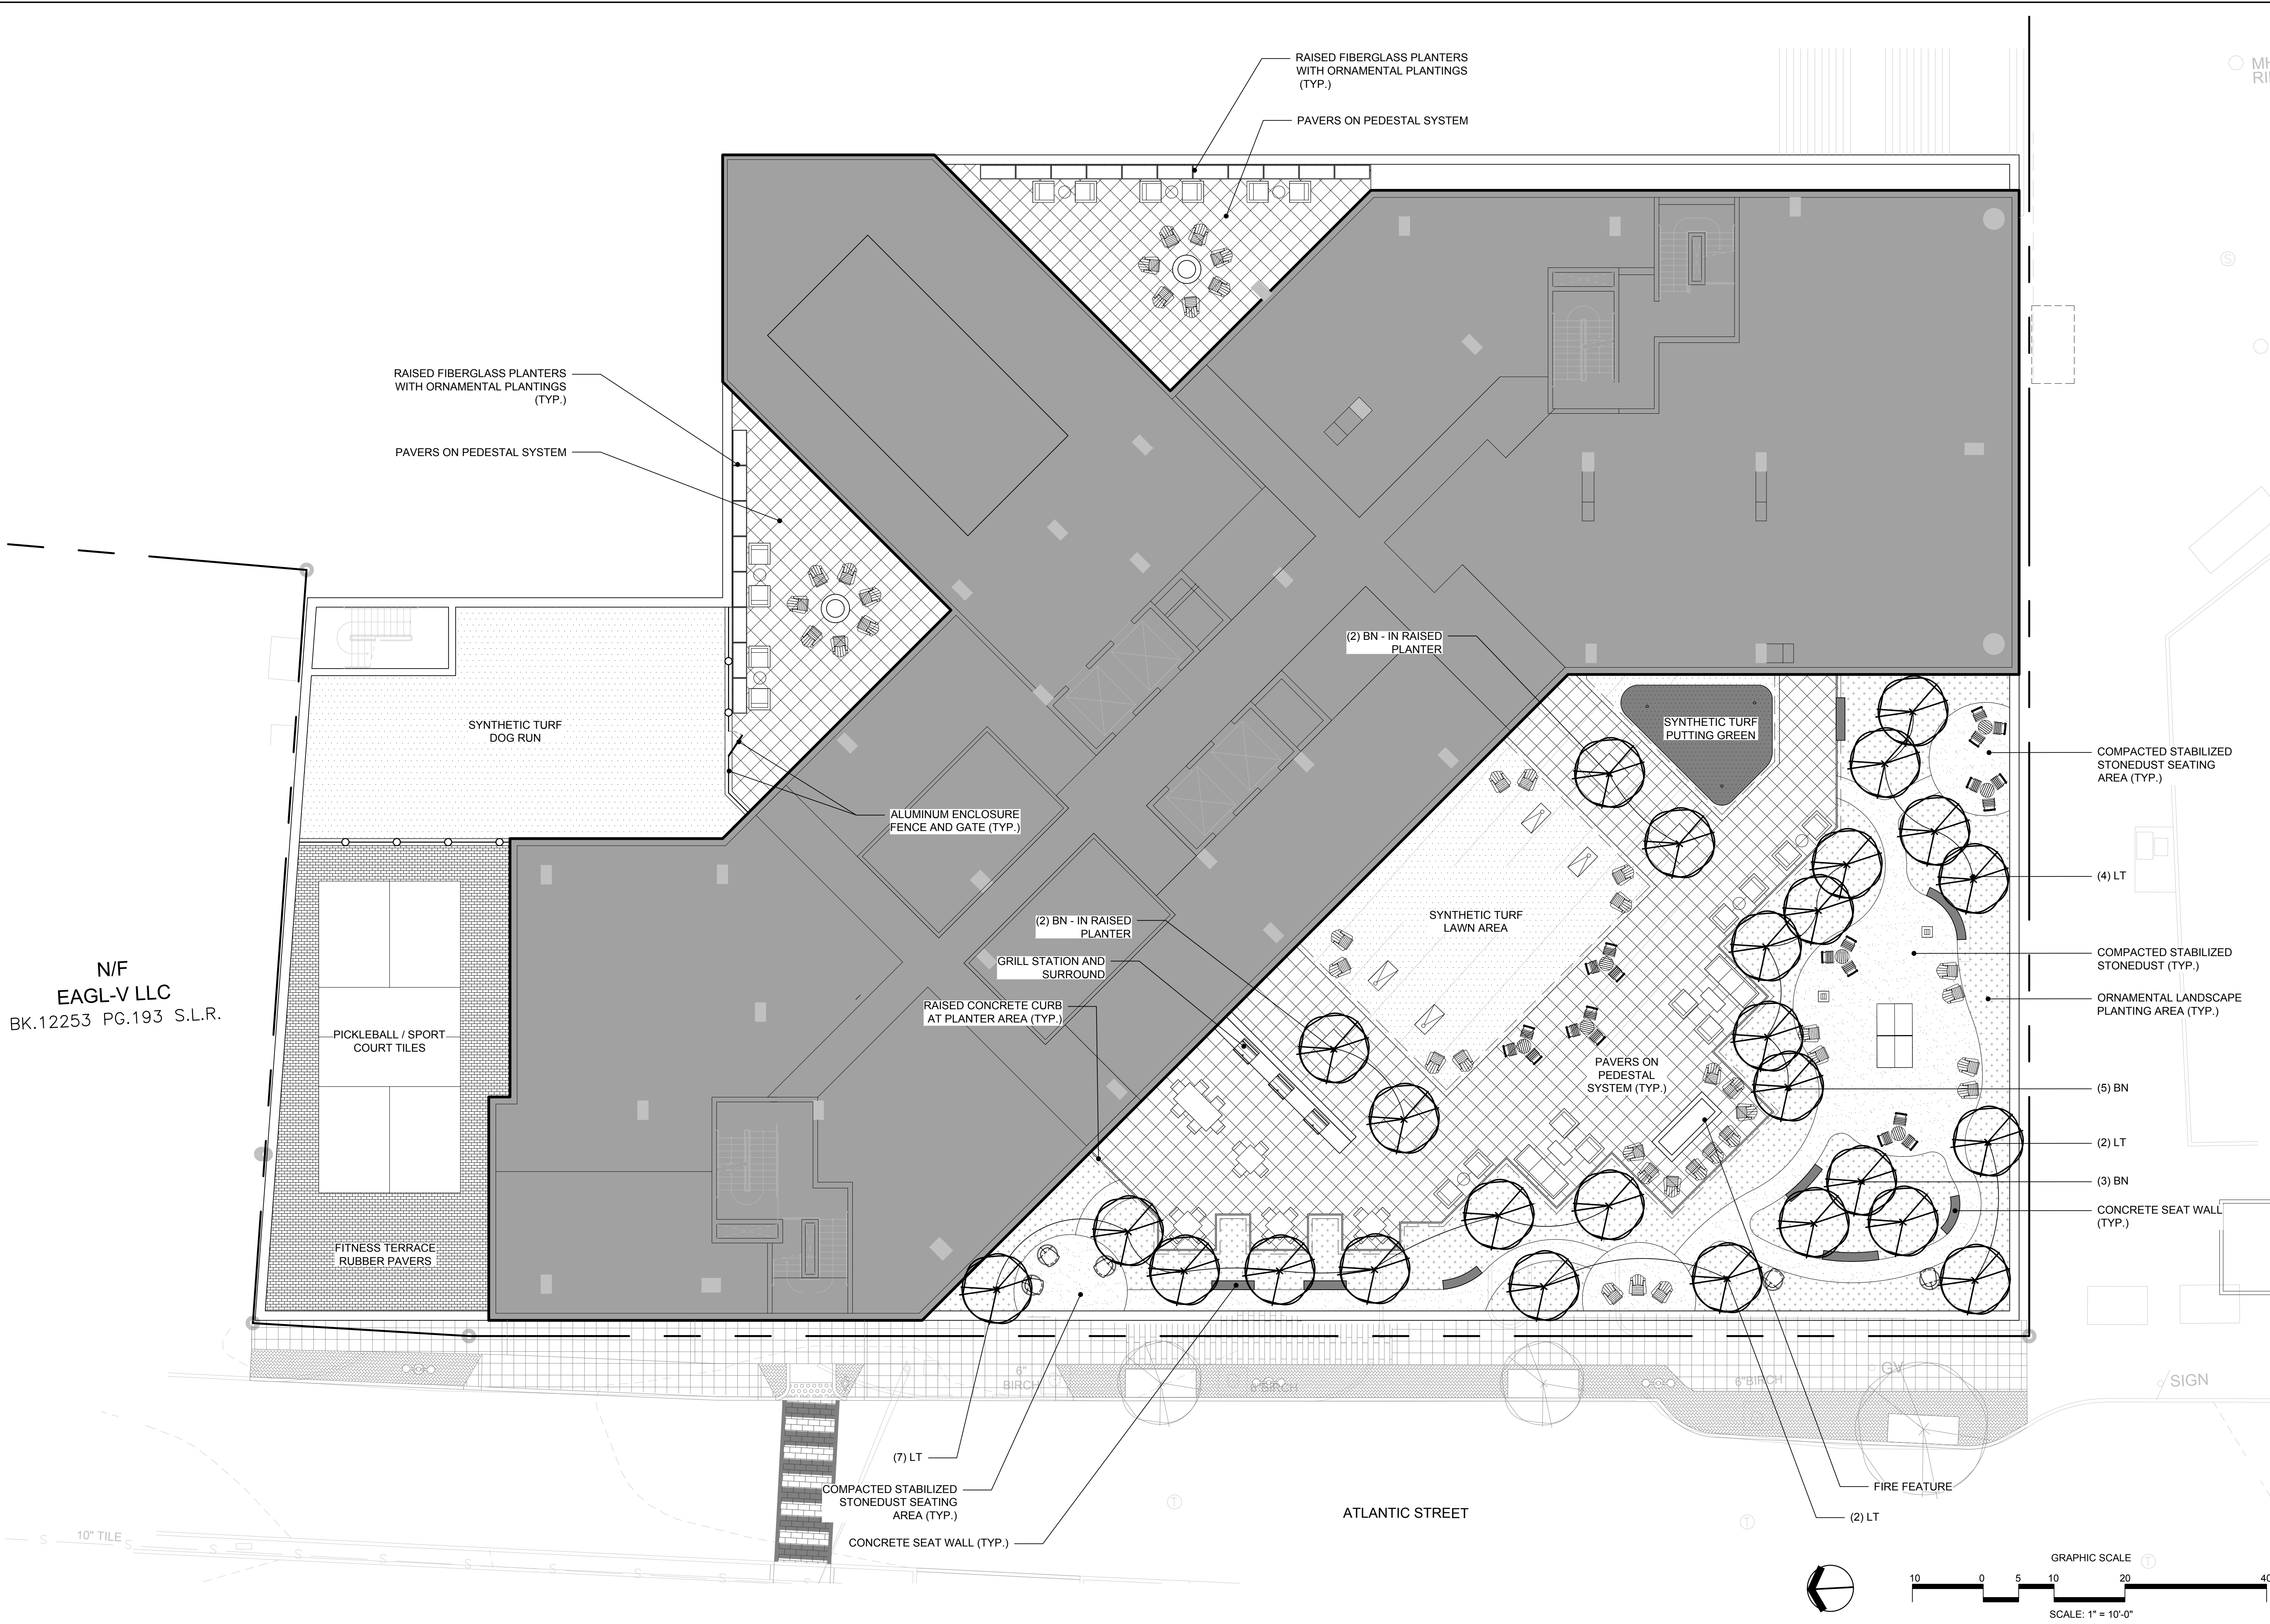 RAISED FIBERGLASS PLANTERS
WITH ORNAMENTAL PLANTINGS
(TYP.)
PAVERS ON PEDESTAL SYSTEM
RAISED FIBERGLASS PLANTERS
WITH ORNAMENTAL PLANTINGS
(TYP.)
PAVERS ON PEDESTAL SYSTEM
SYNTHETIC TURF
DOG RUN
ALUMINUM ENCLOSURE
FENCE AND GATE (TYP.)
(2) BN - IN RAISED
PLANTER
SYNTHETIC TURF
PUTTING GREEN
COMPACTED STABILIZED
STONEDUST SEATING
AREA (TYP.)
(4) LT
SYNTHETIC TURF
LAWN AREA
(2) BN - IN RAISED
PLANTER
GRILL STATION AND
SURROUND
RAISED CONCRETE CURB
AT PLANTER AREA (TYP.)
COMPACTED STABILIZED
STONEDUST (TYP.)
ORNAMENTAL LANDSCAPE
PLANTING AREA (TYP.)
N/F
EAGL-V LLC
BK.12253 PG.193 S.L.R.
PICKLEBALL / SPORT
COURT TILES
PAVERS ON
PEDESTAL
SYSTEM (TYP.)
(5) BN
(2) LT
(3) BN
CONCRETE SEAT WALL
(TYP.)
FITNESS TERRACE
RUBBER PAVERS
6"
BIRCH
6"BIRCH
6"BIRCH
GV
SIGN
(7) LT
COMPACTED STABILIZED
STONEDUST SEATING
AREA (TYP.)
CONCRETE SEAT WALL (TYP.)
FIRE FEATURE
(2) LT
ATLANTIC STREET
10" TILE
S S S S S S S S
T
T
T
S
GRAPHIC SCALE
10 0 5 10 20 40
SCALE: 1" = 10'-0"